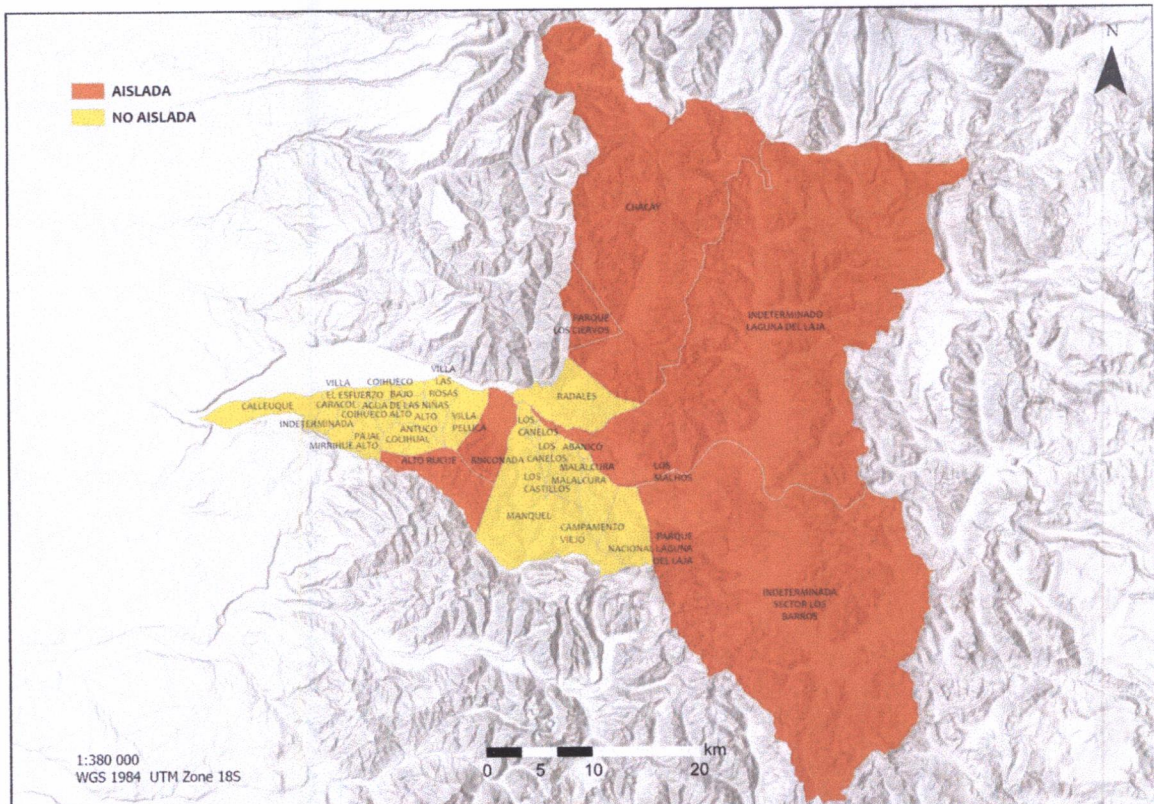 N
AISLADA
NO AISLADA
CHACAY
PARQUE
LOS CIERVOS
INDETERMINADO
LAGUNA DEL LAJA
VILLA
LAS
ROSAS
VILLA
EL ESFUERZO
COIHUECO
BAJO
RADALES
CALLEUQUE
CARACOL
AGUA DE LAS NIÑAS
COIHUECO ALTO
ALTO
ANTUCO
VILLA
PELUCA
INDETERMINADA
PAJAL
COLIHUAL
MIRRIHUE ALTO
LOS
CANELOS
ALTO RUCUE
RINCONADA
LOS
CANELOS
ABANICO
MALALCURA
LOS
CASTILLOS
MALALCURA
LOS
MACHOS
MANQUEL
CAMPAMENTO
VIEJO
PARQUE
NACIONAL LAGUNA
DEL LAJA
INDETERMINADA
SECTOR LOS
BARROS
1:380 000
WGS 1984 UTM Zone 18S
km
0 5 10 20